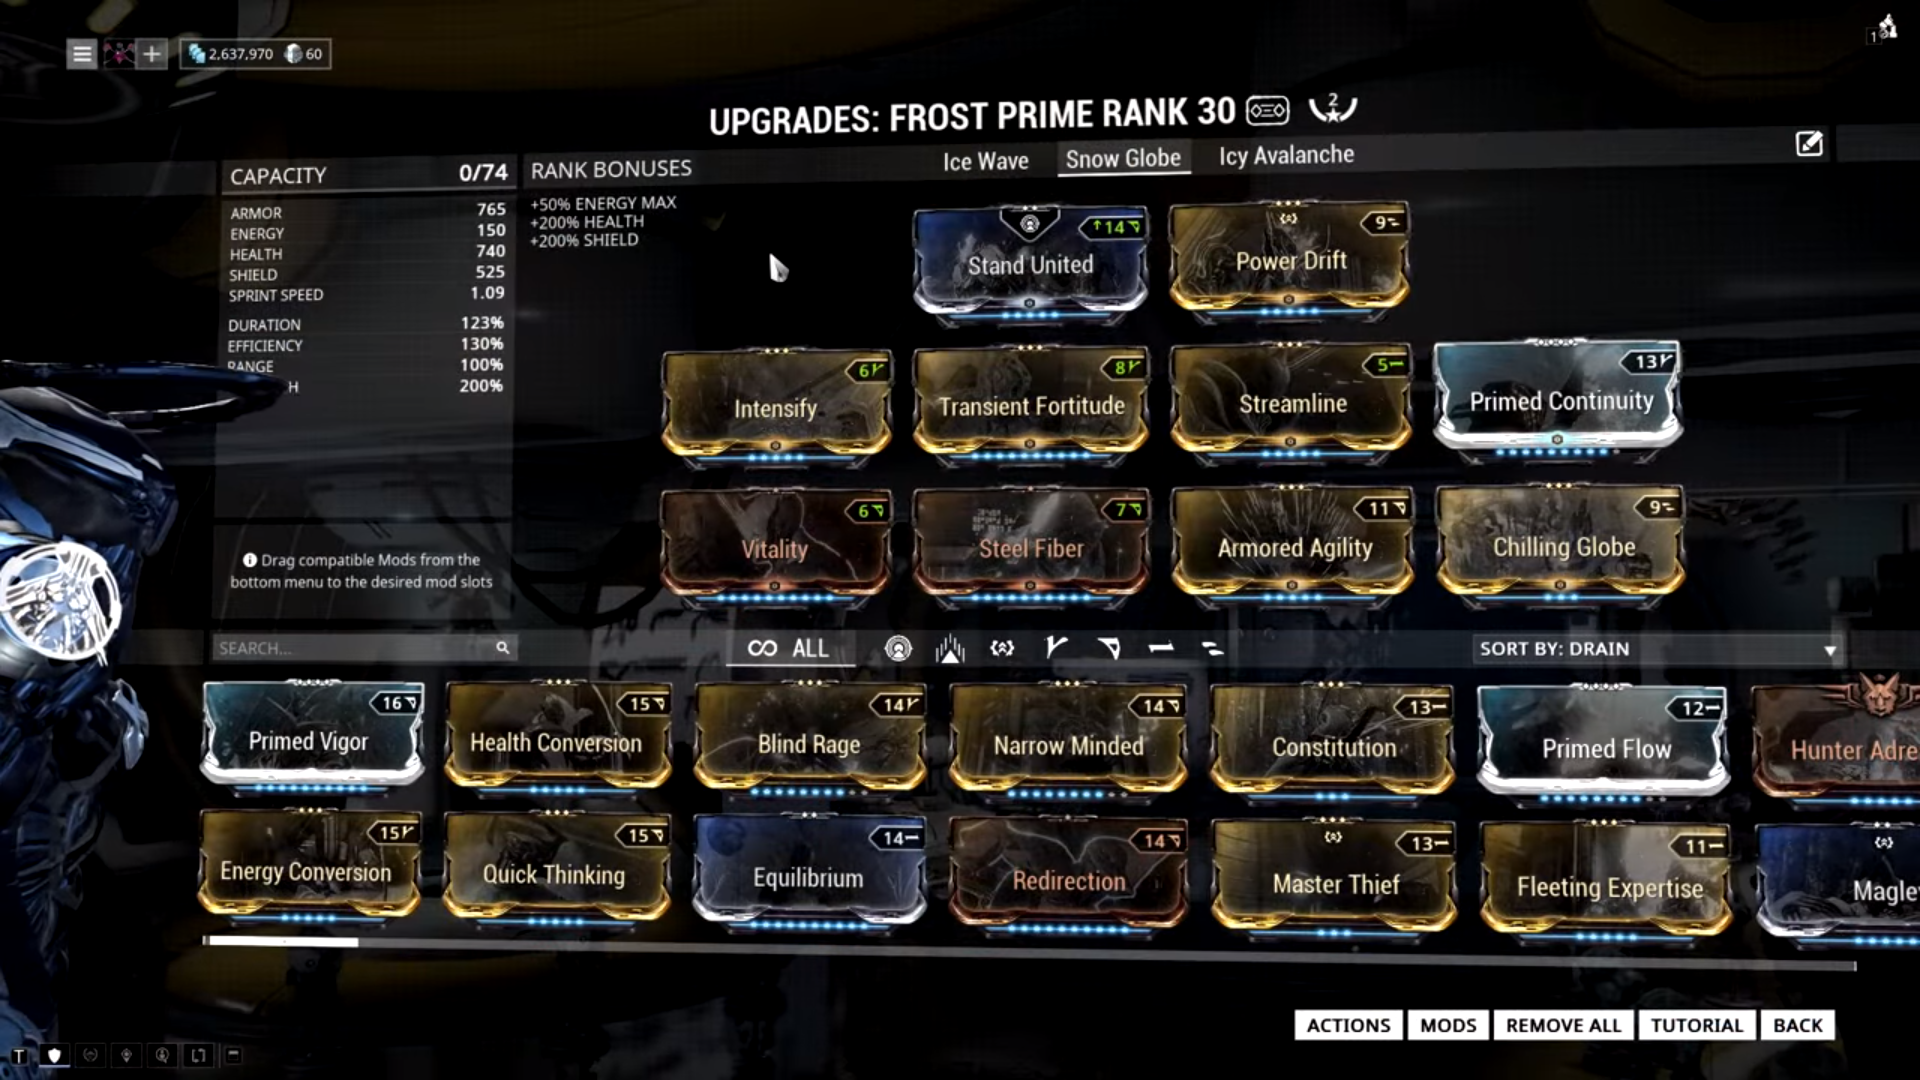 2,637,970 60
1
UPGRADES: FROST PRIME RANK 30 2
Ice Wave Snow Globe Icy Avalanche
CAPACITY 0/74
ARMOR 765
ENERGY 150
HEALTH 740
SHIELD 525
SPRINT SPEED 1.09
DURATION 123%
EFFICIENCY 130%
RANGE 100%
H 200%
RANK BONUSES
+50% ENERGY MAX
+200% HEALTH
+200% SHIELD
14 9
Stand United Power Drift
6 8 5 13
Intensify Transient Fortitude Streamline Primed Continuity
6 7 11 9
Vitality Steel Fiber Armored Agility Chilling Globe
Drag compatible Mods from the
bottom menu to the desired mod slots
SEARCH... ALL SORT BY: DRAIN
16 15 14 14 13 12
Primed Vigor Health Conversion Blind Rage Narrow Minded Constitution Primed Flow Hunter Adre
15 15 14 14 13 11
Energy Conversion Quick Thinking Equilibrium Redirection Master Thief Fleeting Expertise Magle
ACTIONS MODS REMOVE ALL TUTORIAL BACK
T